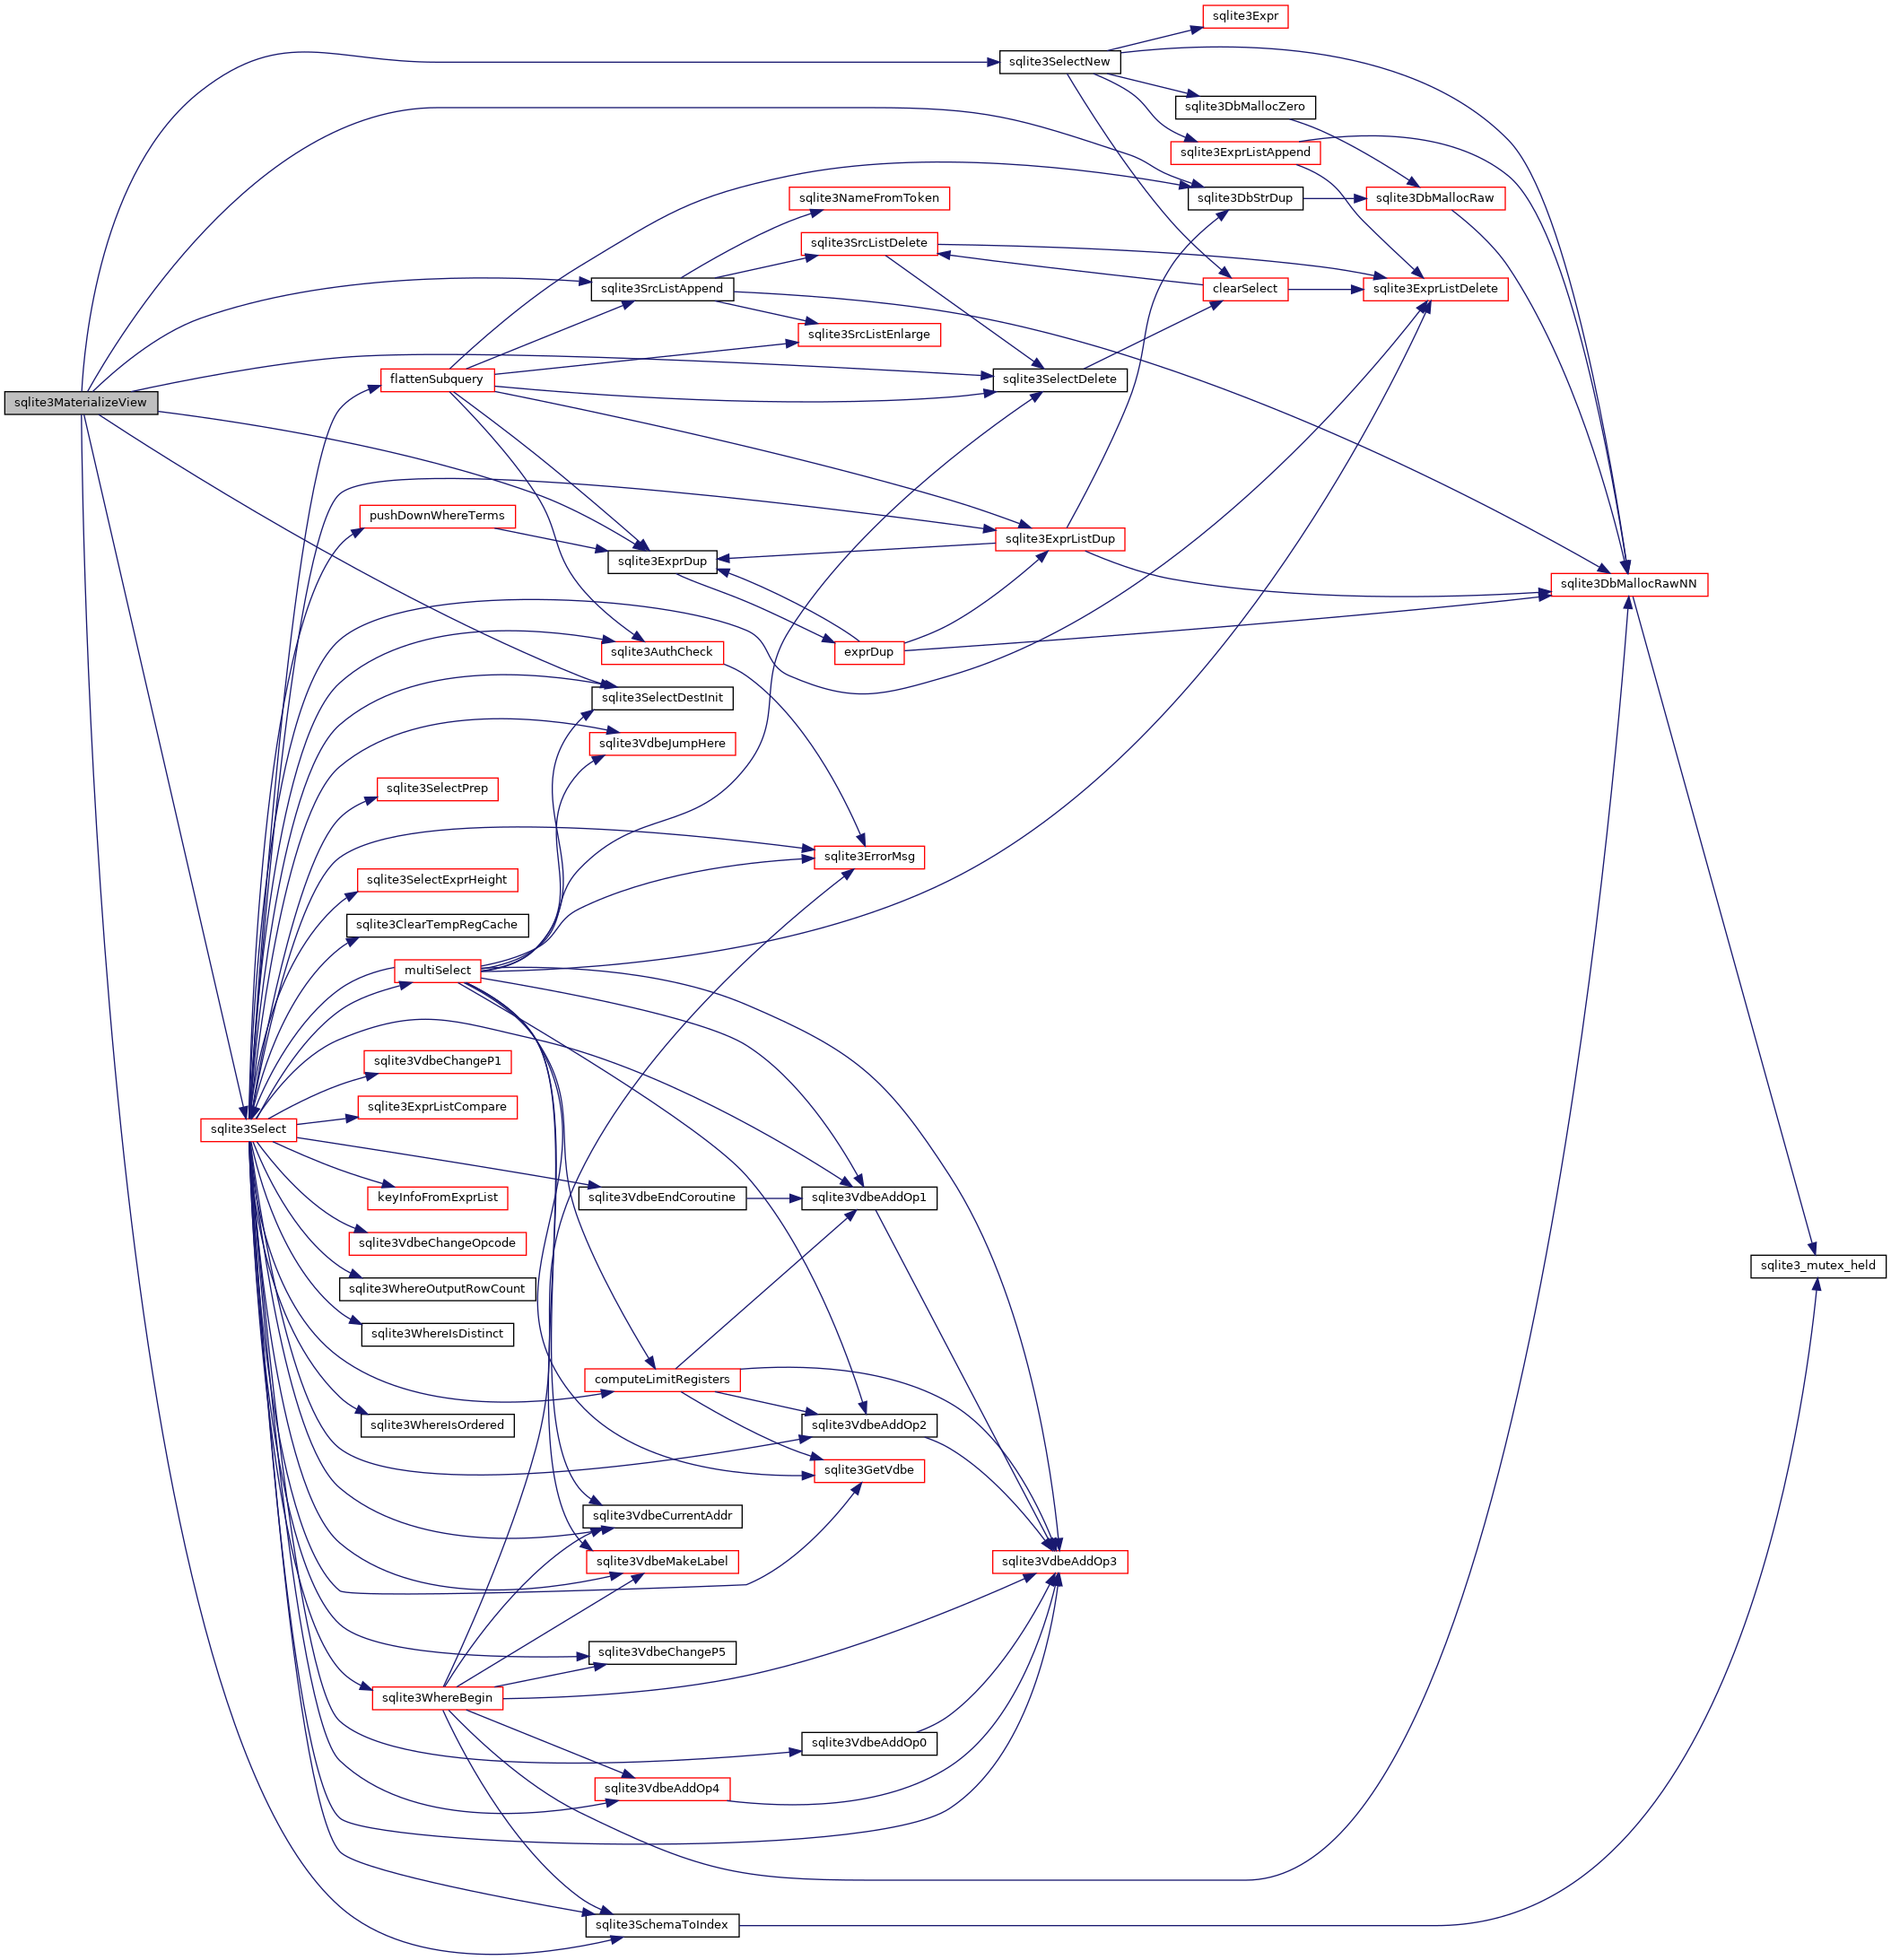 sqlite3Expr
sqlite3SelectNew
sqlite3DbMallocZero
sqlite3ExprListAppend
sqlite3NameFromToken
sqlite3DbStrDup
sqlite3DbMallocRaw
sqlite3SrcListDelete
sqlite3SrcListAppend
clearSelect
sqlite3ExprListDelete
sqlite3SrcListEnlarge
flattenSubquery
sqlite3SelectDelete
sqlite3MaterializeView
pushDownWhereTerms
sqlite3ExprListDup
sqlite3ExprDup
sqlite3DbMallocRawNN
sqlite3AuthCheck
exprDup
sqlite3SelectDestInit
sqlite3VdbeJumpHere
sqlite3SelectPrep
sqlite3ErrorMsg
sqlite3SelectExprHeight
sqlite3ClearTempRegCache
multiSelect
sqlite3VdbeChangeP1
sqlite3ExprListCompare
sqlite3Select
keyInfoFromExprList
sqlite3VdbeEndCoroutine
sqlite3VdbeAddOp1
sqlite3VdbeChangeOpcode
sqlite3_mutex_held
sqlite3WhereOutputRowCount
sqlite3WhereIsDistinct
computeLimitRegisters
sqlite3WhereIsOrdered
sqlite3VdbeAddOp2
sqlite3GetVdbe
sqlite3VdbeCurrentAddr
sqlite3VdbeMakeLabel
sqlite3VdbeAddOp3
sqlite3VdbeChangeP5
sqlite3WhereBegin
sqlite3VdbeAddOp0
sqlite3VdbeAddOp4
sqlite3SchemaToIndex